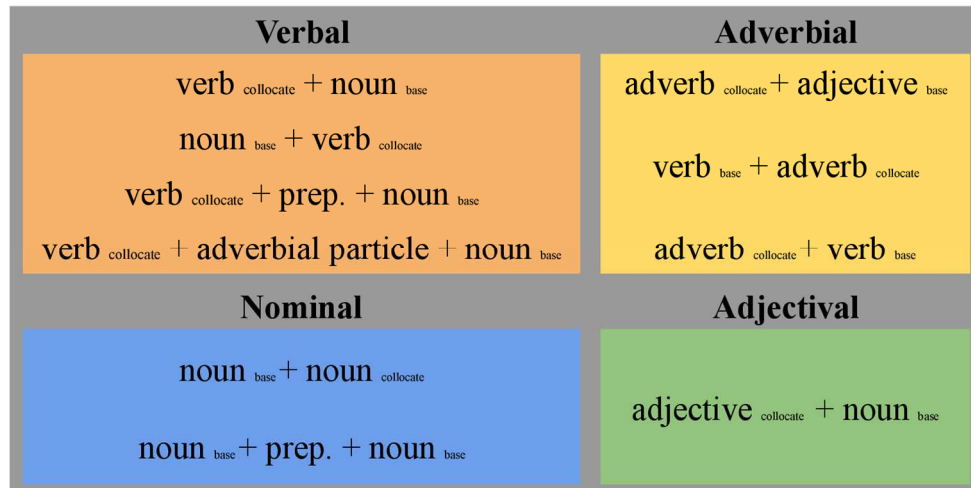 Verbal
verb collocate + noun base
noun base + verb collocate
verb collocate + prep. + noun base
verb collocate + adverbial particle + noun base
Adverbial
adverb collocate + adjective base
verb base + adverb collocate
adverb collocate + verb base
Nominal
noun base + noun collocate
noun base + prep. + noun base
Adjectival
adjective collocate + noun base